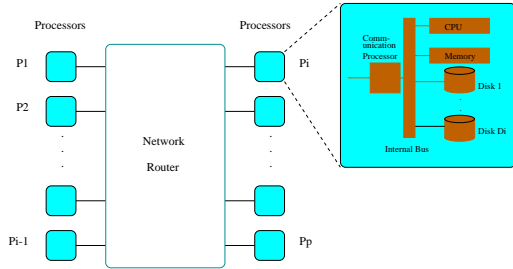 Processors
P1
P2
Pi-1
Network
Router
Processors
Pi
Pp
Comm-
unication
Processor
CPU
Memory
Disk 1
Disk Di
Internal Bus